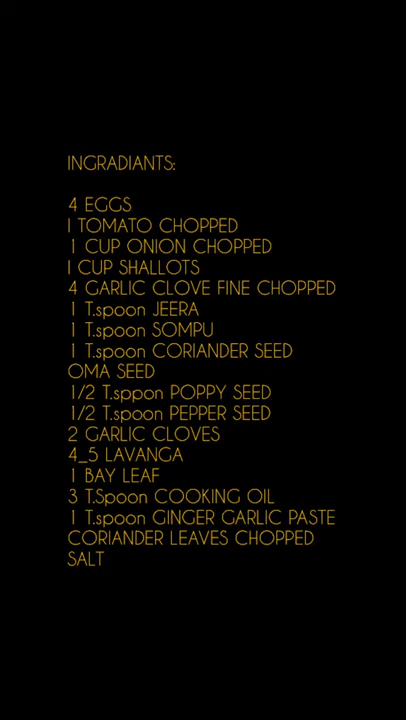 INGRADIANTS:
4 EGGS
1 TOMATO CHOPPED
1 CUP ONION CHOPPED
1 CUP SHALLOTS
4 GARLIC CLOVE FINE CHOPPED
1 T.spoon JEERA
1 T.spoon SOMPU
1 T.spoon CORIANDER SEED
OMA SEED
1/2 T.sppon POPPY SEED
1/2 T.spoon PEPPER SEED
2 GARLIC CLOVES
4_5 LAVANGA
1 BAY LEAF
3 T.Spoon COOKING OIL
1 T.spoon GINGER GARLIC PASTE
CORIANDER LEAVES CHOPPED
SALT